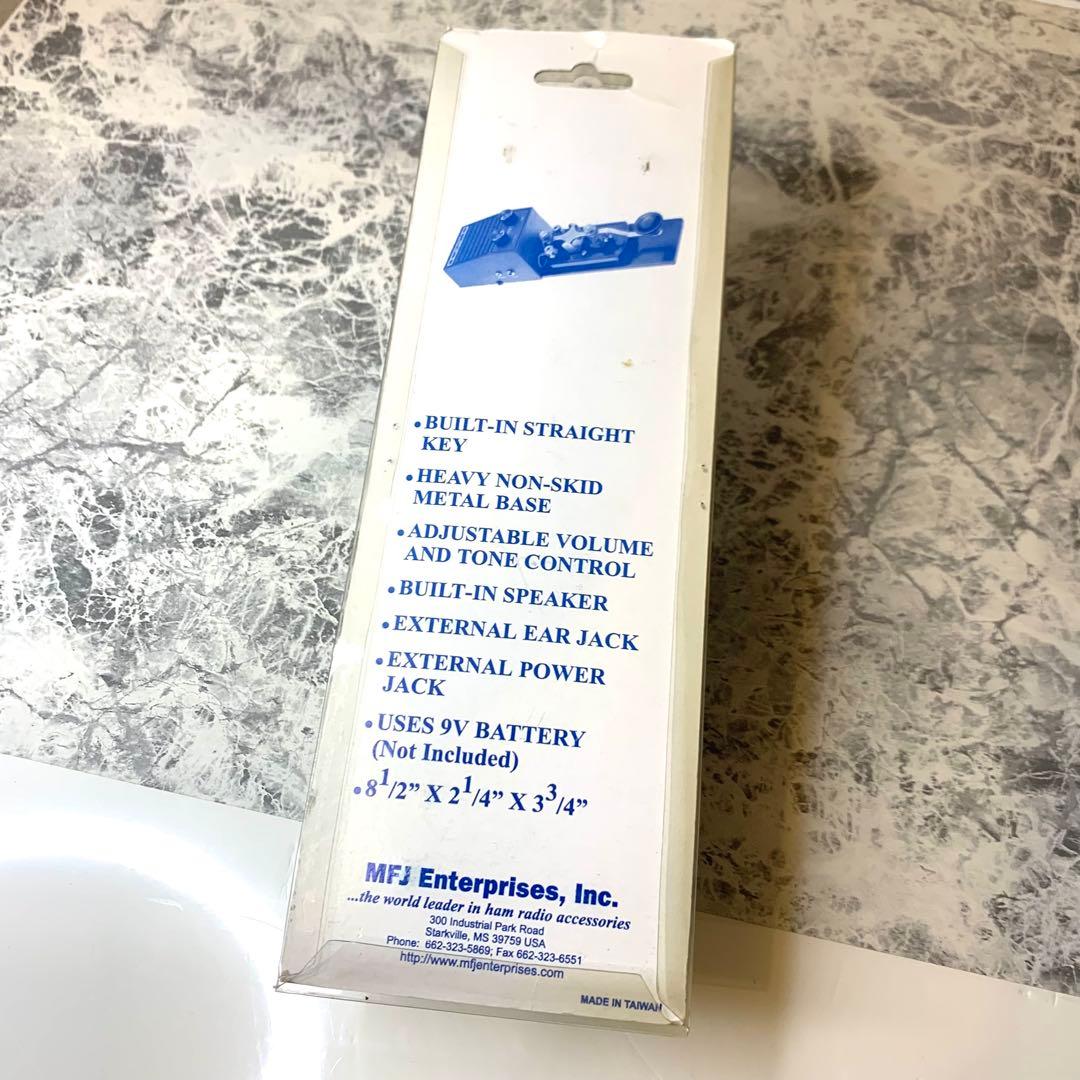 •BUILT-IN STRAIGHT
KEY
•HEAVY NON-SKID
METAL BASE
•ADJUSTABLE VOLUME
AND TONE CONTROL
•BUILT-IN SPEAKER
•EXTERNAL EAR JACK
•EXTERNAL POWER
JACK
•USES 9V BATTERY
(Not Included)
•8 1/2” X 2 1/4” X 3 3/4”
MFJ Enterprises, Inc.
...the world leader in ham radio accessories
300 Industrial Park Road
Starkville, MS 39759 USA
Phone: 662-323-5869; Fax 662-323-6551
http://www.mfjenterprises.com
MADE IN TAIWAN